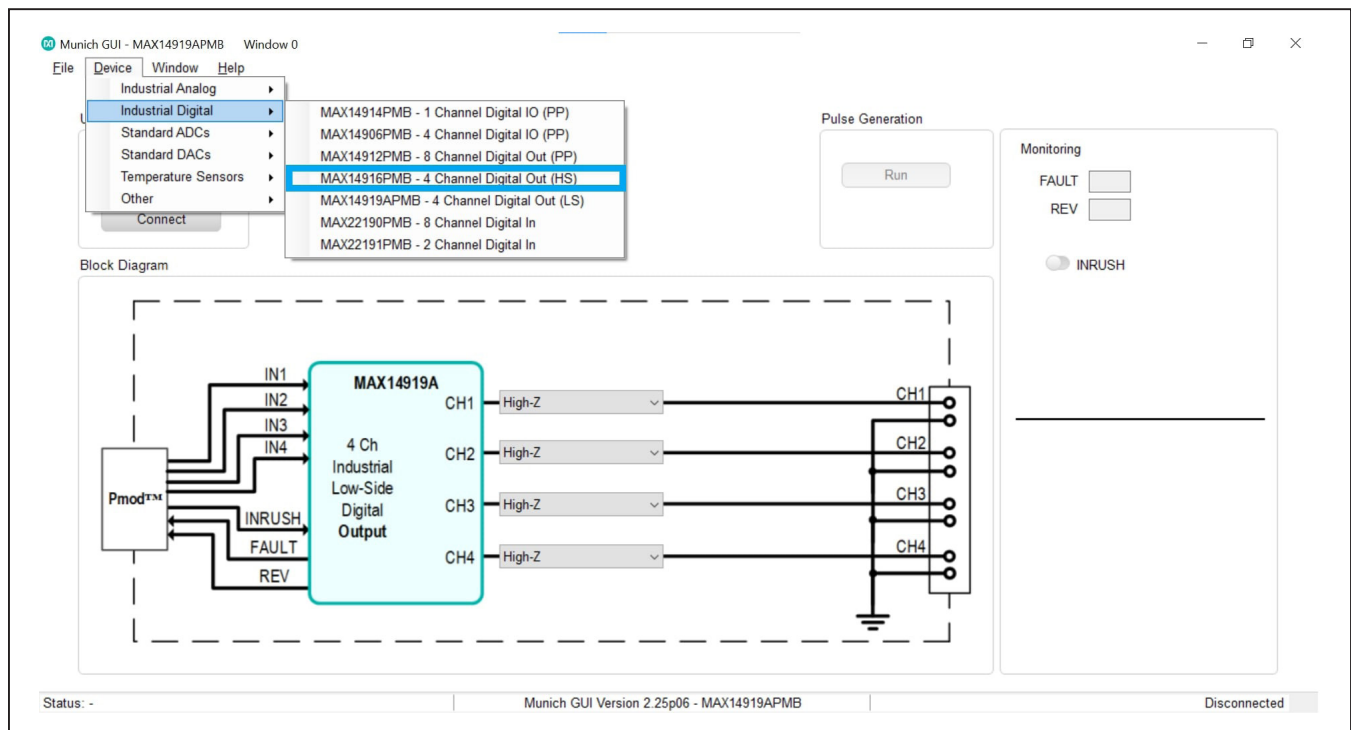 Munich GUI - MAX14919APMB Window 0
File Device Window Help
Industrial Analog
Industrial Digital
Standard ADCs
Standard DACs
Temperature Sensors
Other
MAX14914PMB - 1 Channel Digital IO (PP)
MAX14906PMB - 4 Channel Digital IO (PP)
MAX14912PMB - 8 Channel Digital Out (PP)
MAX14916PMB - 4 Channel Digital Out (HS)
MAX14919APMB - 4 Channel Digital Out (LS)
MAX22190PMB - 8 Channel Digital In
MAX22191PMB - 2 Channel Digital In
Connect
Pulse Generation
Run
Monitoring
FAULT
REV
INRUSH
Block Diagram
Pmod™
IN1
IN2
IN3
IN4
INRUSH
FAULT
REV
MAX14919A
4 Ch
Industrial
Low-Side
Digital
Output
CH1 High-Z CH1
CH2 High-Z CH2
CH3 High-Z CH3
CH4 High-Z CH4
Status: - Munich GUI Version 2.25p06 - MAX14919APMB Disconnected